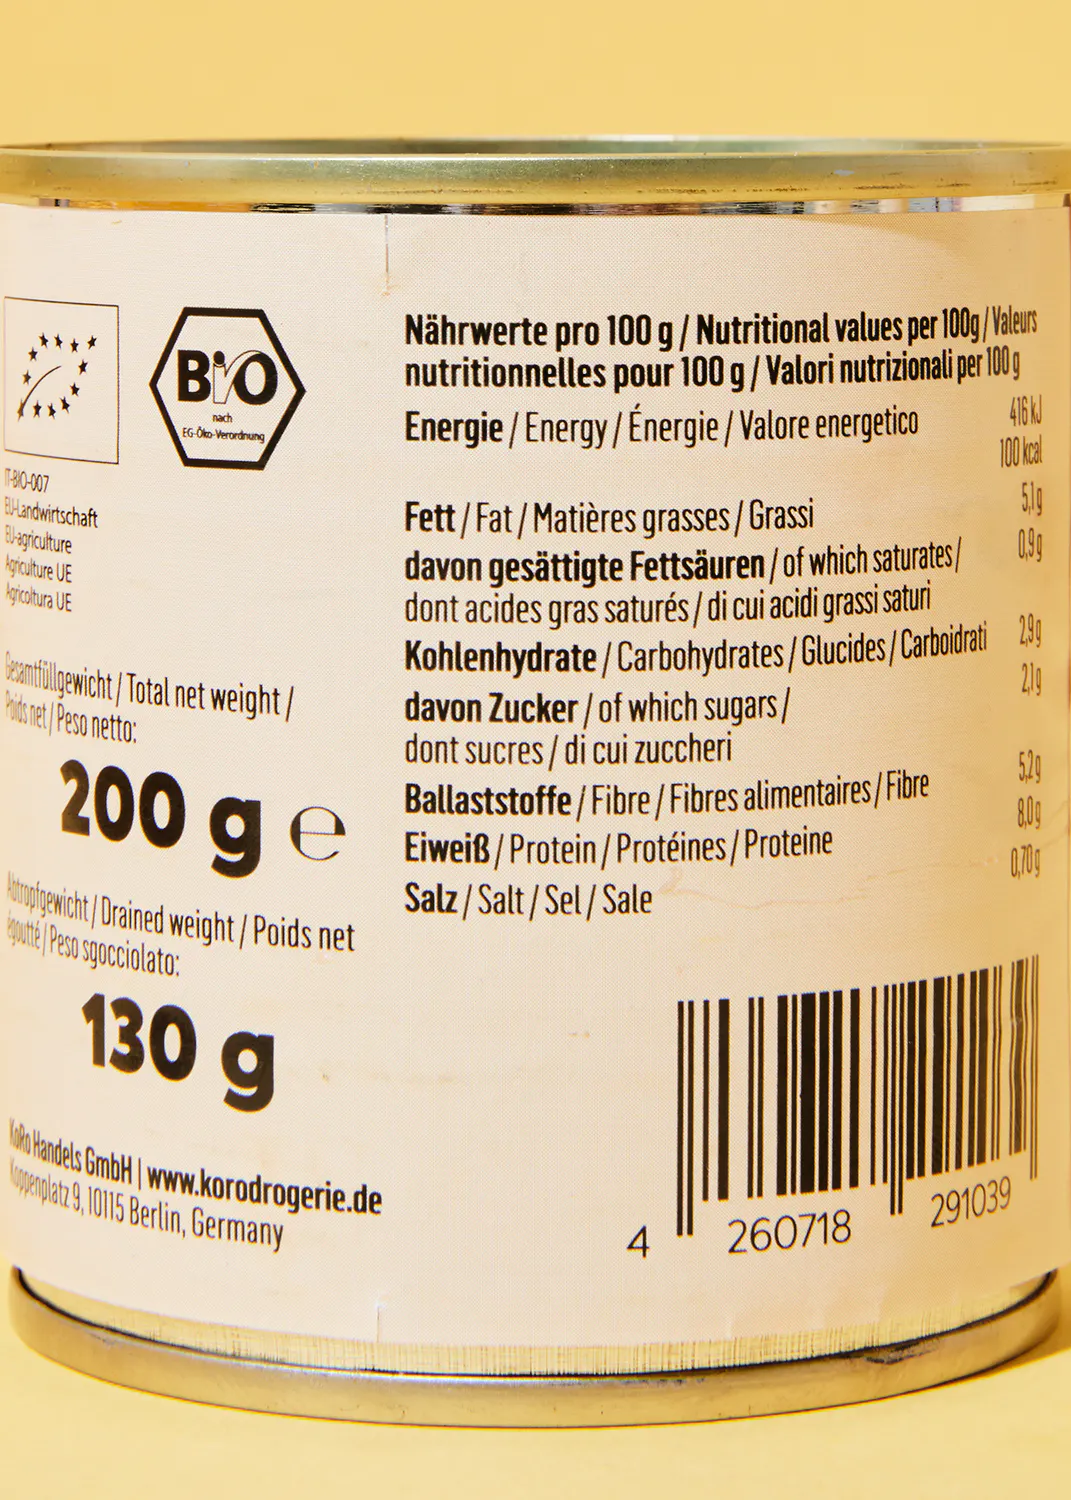 BIO
nach
EG-Öko-Verordnung
IT-BIO-007
EU-Landwirtschaft
EU-agriculture
Agriculture UE
Agricoltura UE
Gesamtfüllgewicht / Total net weight /
Poids net / Peso netto:
200 g ℮
Abtropfgewicht / Drained weight / Poids net
égoutté / Peso sgocciolato:
130 g
KoRo Handels GmbH | www.korodrogerie.de
Koppenplatz 9, 10115 Berlin, Germany
Nährwerte pro 100 g / Nutritional values per 100g / Valeurs
nutritionnelles pour 100 g / Valori nutrizionali per 100 g
Energie / Energy / Énergie / Valore energetico 416 kJ
100 kcal
Fett / Fat / Matières grasses / Grassi 5,1 g
davon gesättigte Fettsäuren / of which saturates / 0,9 g
dont acides gras saturés / di cui acidi grassi saturi
Kohlenhydrate / Carbohydrates / Glucides / Carboidrati 2,9 g
davon Zucker / of which sugars / 2,1 g
dont sucres / di cui zuccheri
Ballaststoffe / Fibre / Fibres alimentaires / Fibre 5,2 g
Eiweiß / Protein / Protéines / Proteine 8,0 g
Salz / Salt / Sel / Sale 0,70 g
4 260718 291039